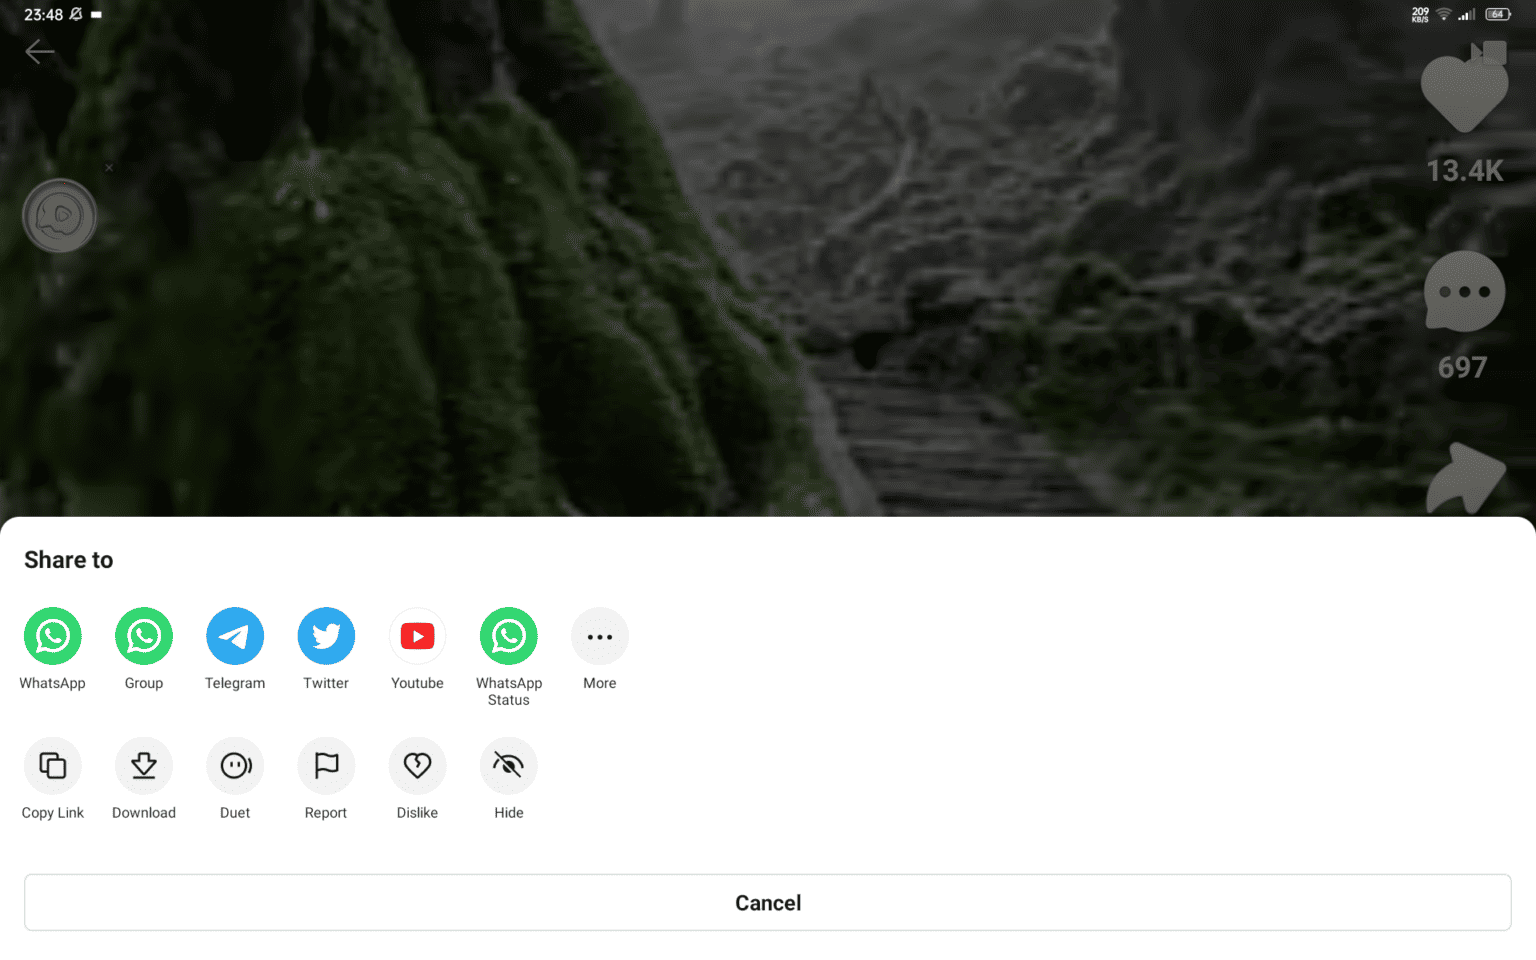 23:48
209
KB/S
64
13.4K
697
Share to
WhatsApp
Group
Telegram
Twitter
Youtube
WhatsApp
Status
More
Copy Link
Download
Duet
Report
Dislike
Hide
Cancel